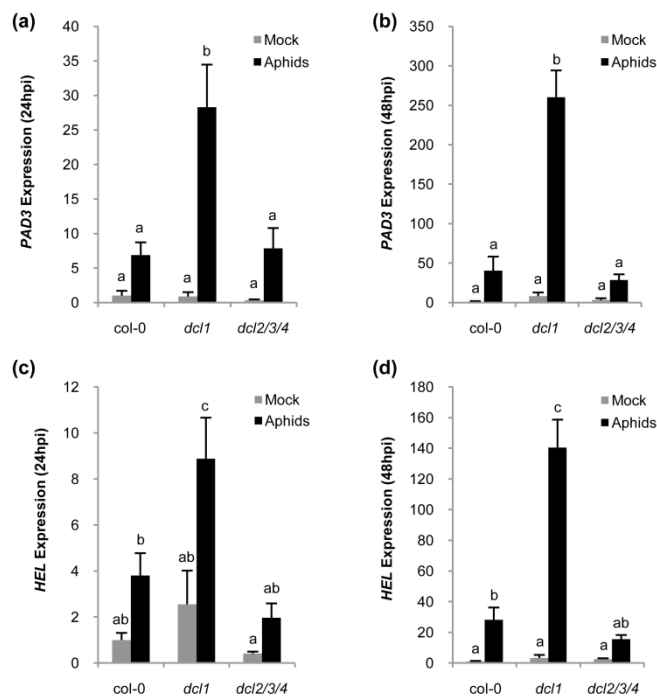 (a)
Mock
Aphids
PAD3 Expression (24hpi)
40
35
30
25
20
15
10
5
0
a
a
a
b
a
a
col-0
dcl1
dcl2/3/4
(b)
Mock
Aphids
PAD3 Expression (48hpi)
350
300
250
200
150
100
50
0
a
a
a
b
a
a
col-0
dcl1
dcl2/3/4
(c)
Mock
Aphids
HEL Expression (24hpi)
12
10
8
6
4
2
0
ab
b
ab
c
a
ab
col-0
dcl1
dcl2/3/4
(d)
Mock
Aphids
HEL Expression (48hpi)
180
160
140
120
100
80
60
40
20
0
a
b
a
c
a
ab
col-0
dcl1
dcl2/3/4